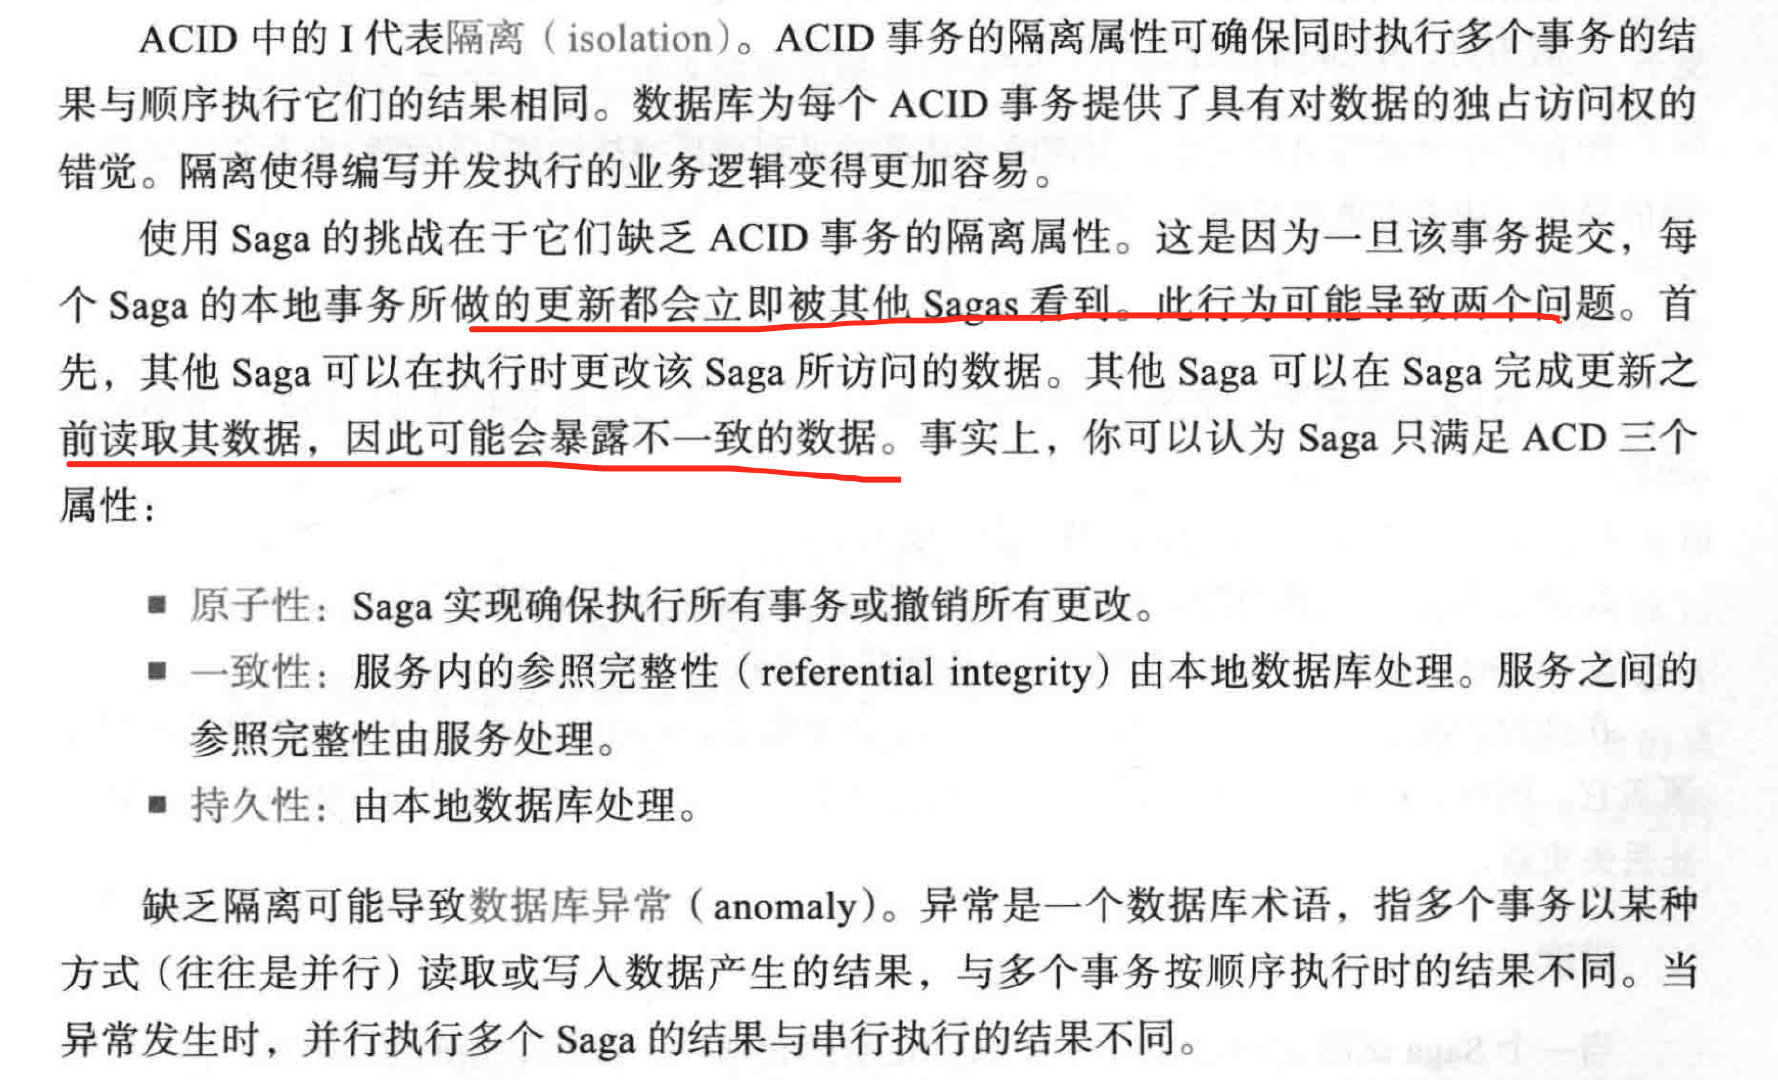 ACID 中的 I 代表隔离（isolation）。ACID 事务的隔离属性可确保同时执行多个事务的结
果与顺序执行它们的结果相同。数据库为每个 ACID 事务提供了具有对数据的独占访问权的
错觉。隔离使得编写并发执行的业务逻辑变得更加容易。
使用 Saga 的挑战在于它们缺乏 ACID 事务的隔离属性。这是因为一旦该事务提交，每
个 Saga 的本地事务所做的更新都会立即被其他 Sagas 看到。此行为可能导致两个问题。首
先，其他 Saga 可以在执行时更改该 Saga 所访问的数据。其他 Saga 可以在 Saga 完成更新之
前读取其数据，因此可能会暴露不一致的数据。事实上，你可以认为 Saga 只满足 ACD 三个
属性：
■ 原子性：Saga 实现确保执行所有事务或撤销所有更改。
■ 一致性：服务内的参照完整性（referential integrity）由本地数据库处理。服务之间的
参照完整性由服务处理。
■ 持久性：由本地数据库处理。
缺乏隔离可能导致数据库异常（anomaly）。异常是一个数据库术语，指多个事务以某种
方式（往往是并行）读取或写入数据产生的结果，与多个事务按顺序执行时的结果不同。当
异常发生时，并行执行多个 Saga 的结果与串行执行的结果不同。